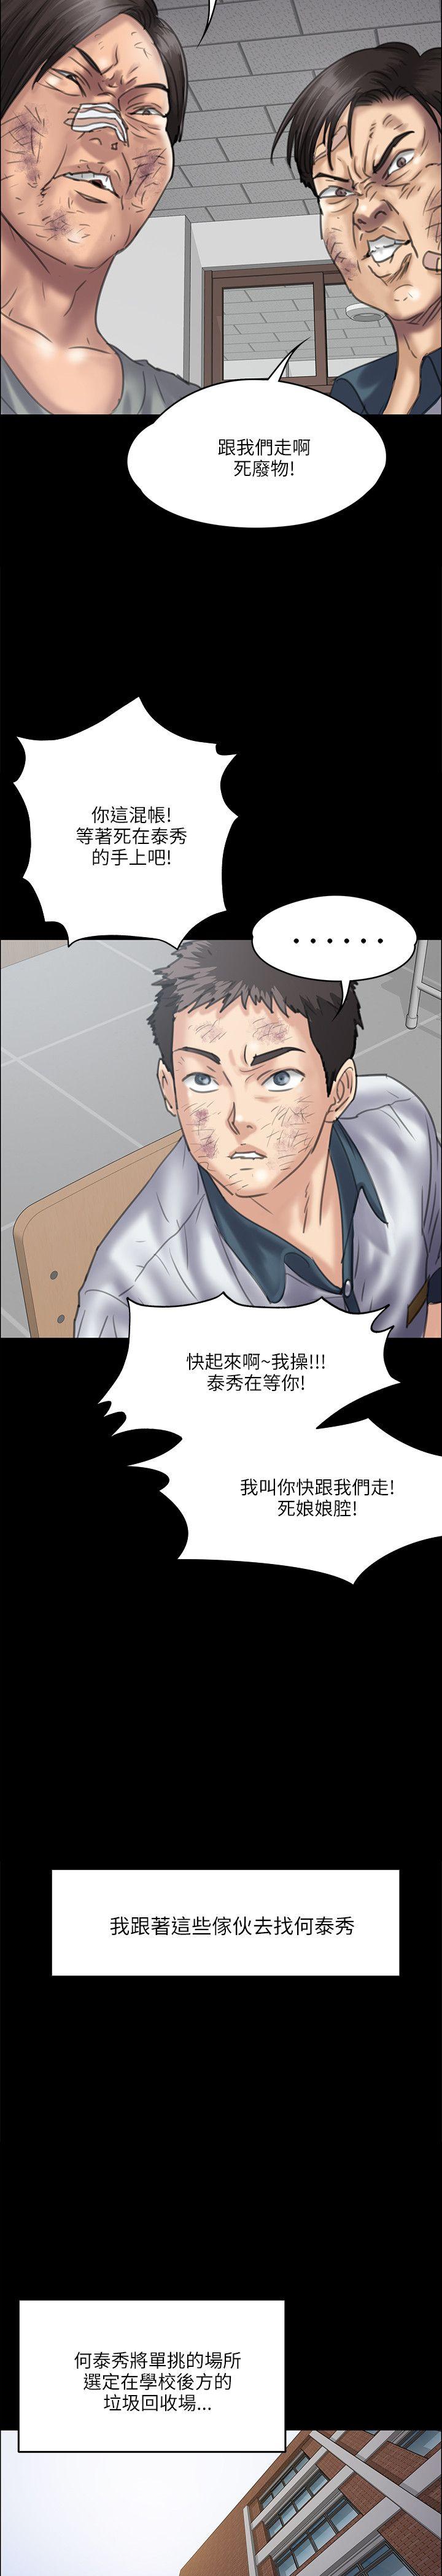 跟我們走啊
死廢物!
你這混帳!
等著死在泰秀
的手上吧!
······
快起來啊~我操!!!
泰秀在等你!
我叫你快跟我們走!
死娘娘腔!
我跟著這些傢伙去找何泰秀
何泰秀將單挑的場所
選定在學校後方的
垃圾回收場...